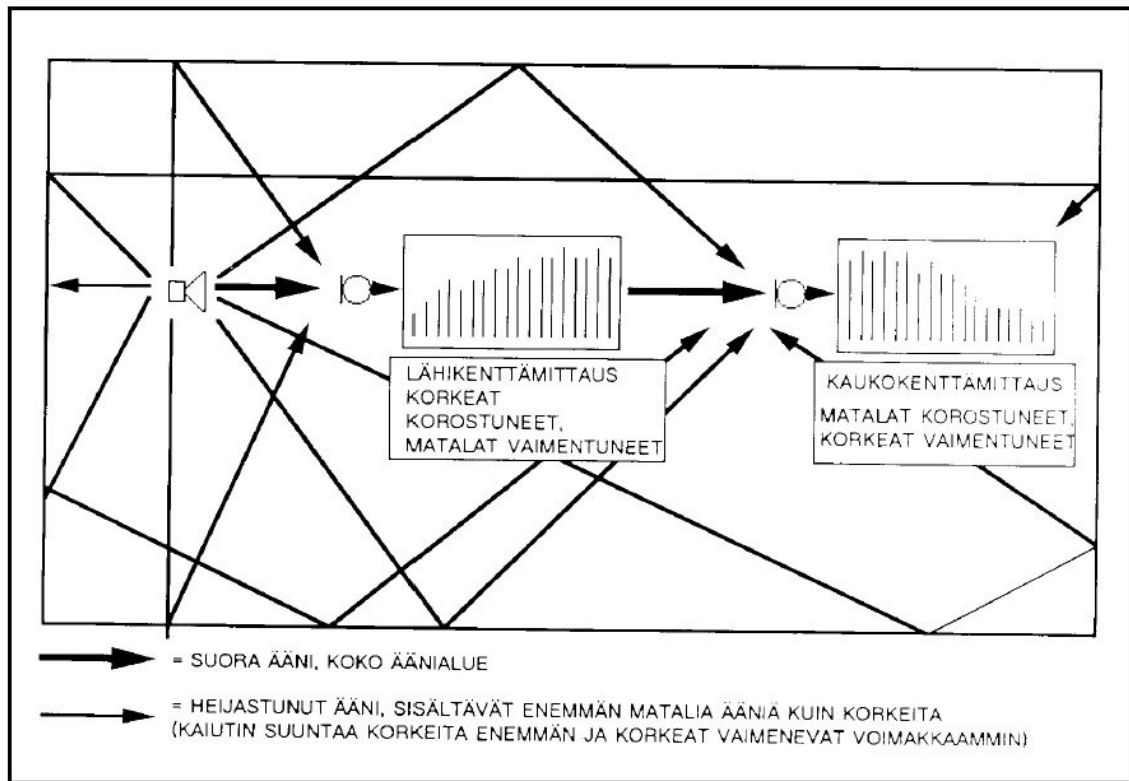 LÄHIKENTTÄMITTAUS
KORKEAT
KOROSTUNEET,
MATALAT VAIMENTUNEET
KAUKOKENTTÄMITTAUS
MATALAT KOROSTUNEET,
KORKEAT VAIMENTUNEET
= SUORA ÄÄNI, KOKO ÄÄNIALUE
= HEIJASTUNUT ÄÄNI, SISÄLTÄVÄT ENEMMÄN MATALIA ÄÄNIÄ KUIN KORKEITA
(KAIUTIN SUUNTAA KORKEITA ENEMMÄN JA KORKEAT VAIMENEVAT VOIMAKKAAMMIN)